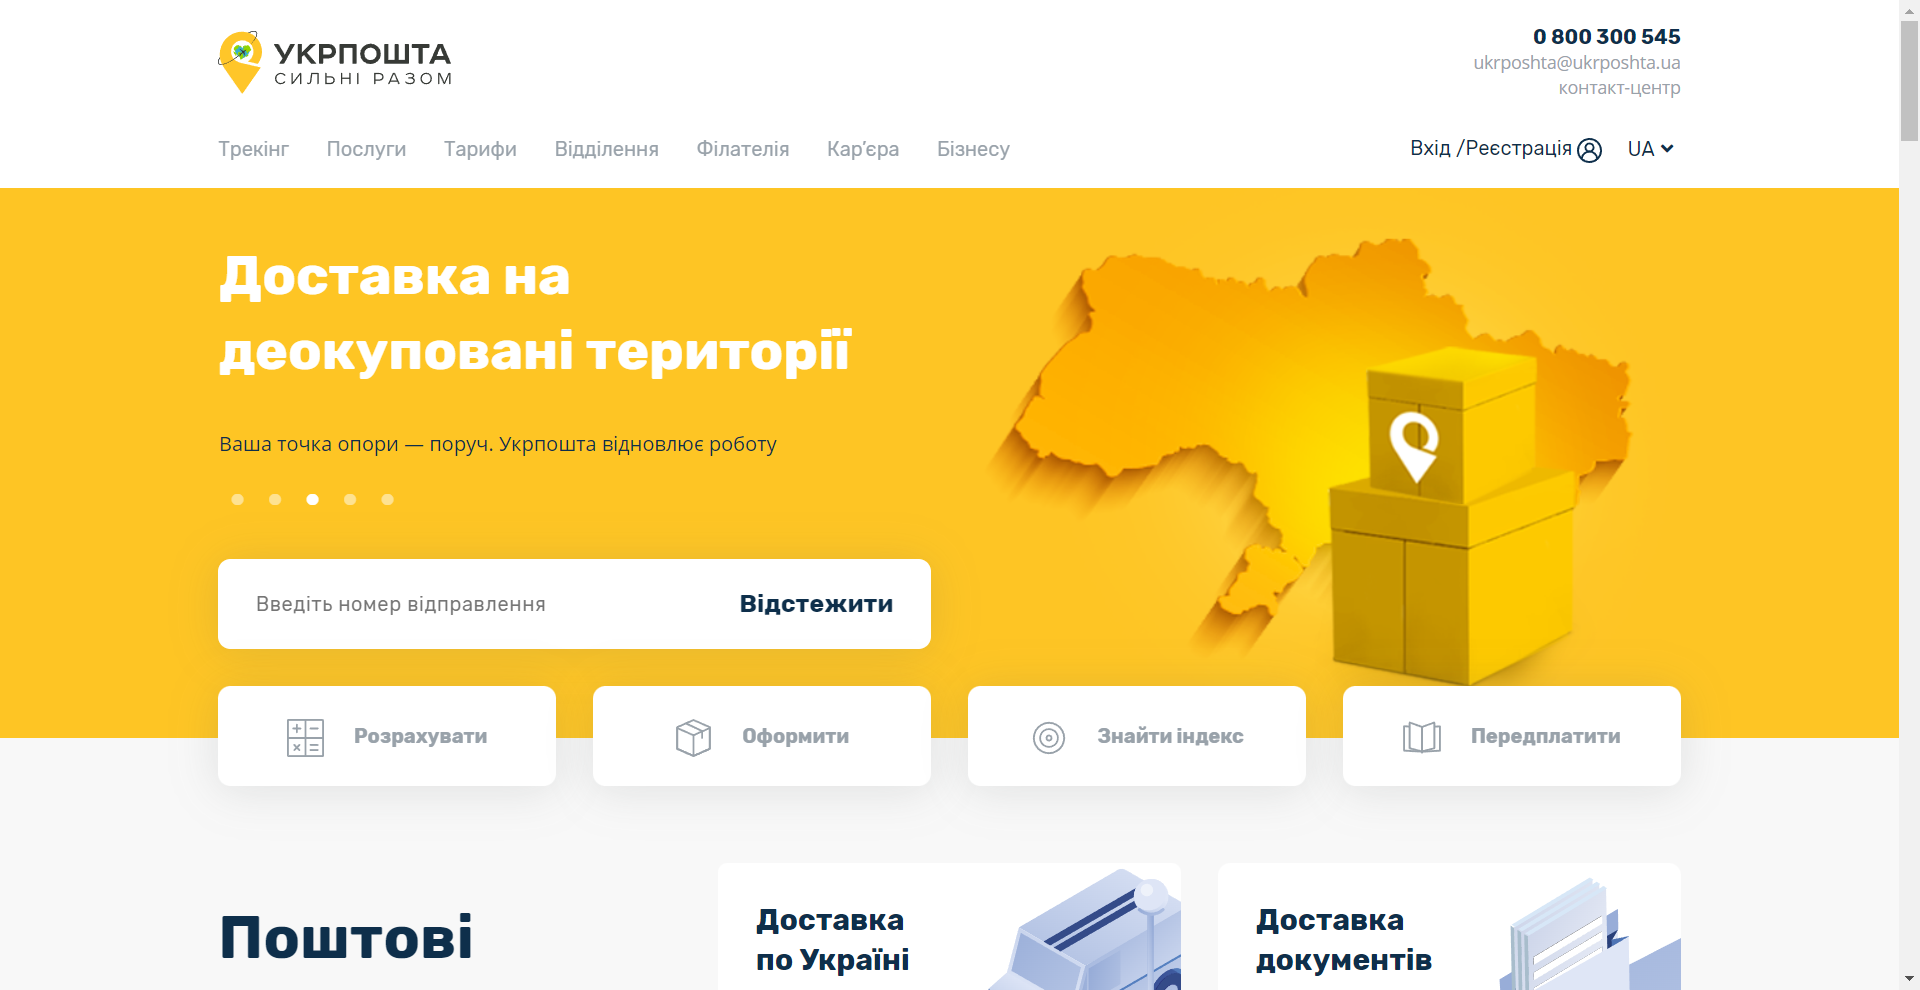 УКРПОШТА
СИЛЬНІ РАЗОМ
0 800 300 545
ukrposhta@ukrposhta.ua
контакт-центр
Трекінг Послуги Тарифи Відділення Філателія Кар’єра Бізнесу
Вхід /Реєстрація UA
Доставка на
деокуповані території
Ваша точка опори — поруч. Укрпошта відновлює роботу
Введіть номер відправлення Відстежити
Розрахувати Оформити Знайти індекс Передплатити
Поштові
Доставка
по Україні
Доставка
документів